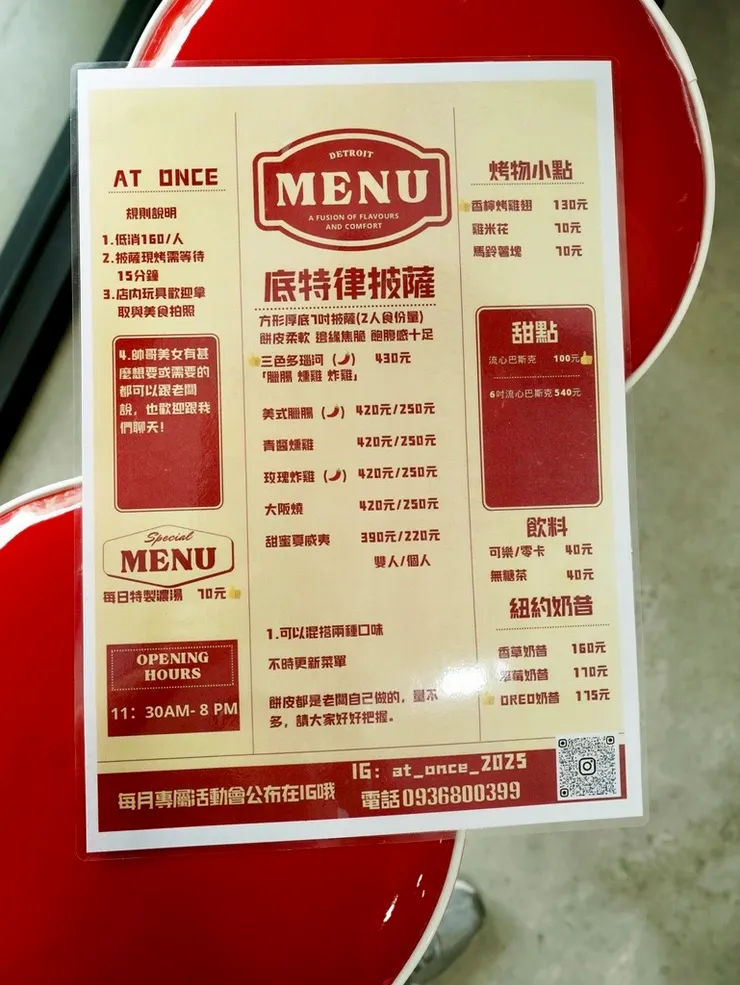 AT ONCE
規則說明
1.低消160/人
2.披薩現烤需等待
15分鐘
3.店內玩具歡迎拿
取與美食拍照
4.帥哥美女有甚
麼想要或需要的
都可以跟老闆
說，也歡迎跟我
們聊天！
Special
MENU
每日特製濃湯 70元
OPENING
HOURS
11：30AM- 8 PM
DETROIT
MENU
A FUSION OF FLAVOURS
AND COMFORT
底特律披薩
方形厚底7吋披薩(2人食份量)
餅皮柔軟 邊緣焦脆 飽腹感十足
三色多瑙河 (🌶) 430元
「臘腸 燻雞 炸雞」
美式臘腸 (🌶) 420元/250元
青醬燻雞 420元/250元
玫瑰炸雞 (🌶) 420元/250元
大阪燒 420元/250元
甜蜜夏威夷 390元/220元
雙人/個人
1.可以混搭兩種口味
不時更新菜單
餅皮都是老闆自己做的，量不
多，請大家好好把握。
烤物小點
香檸烤雞翅 130元
雞米花 70元
馬鈴薯塊 70元
甜點
流心巴斯克 100元
6吋流心巴斯克 540元
飲料
可樂/零卡 40元
無糖茶 40元
紐約奶昔
香草奶昔 160元
草莓奶昔 170元
OREO奶昔 175元
每月專屬活動會公布在IG哦
IG：at_once_2025
電話0936800399